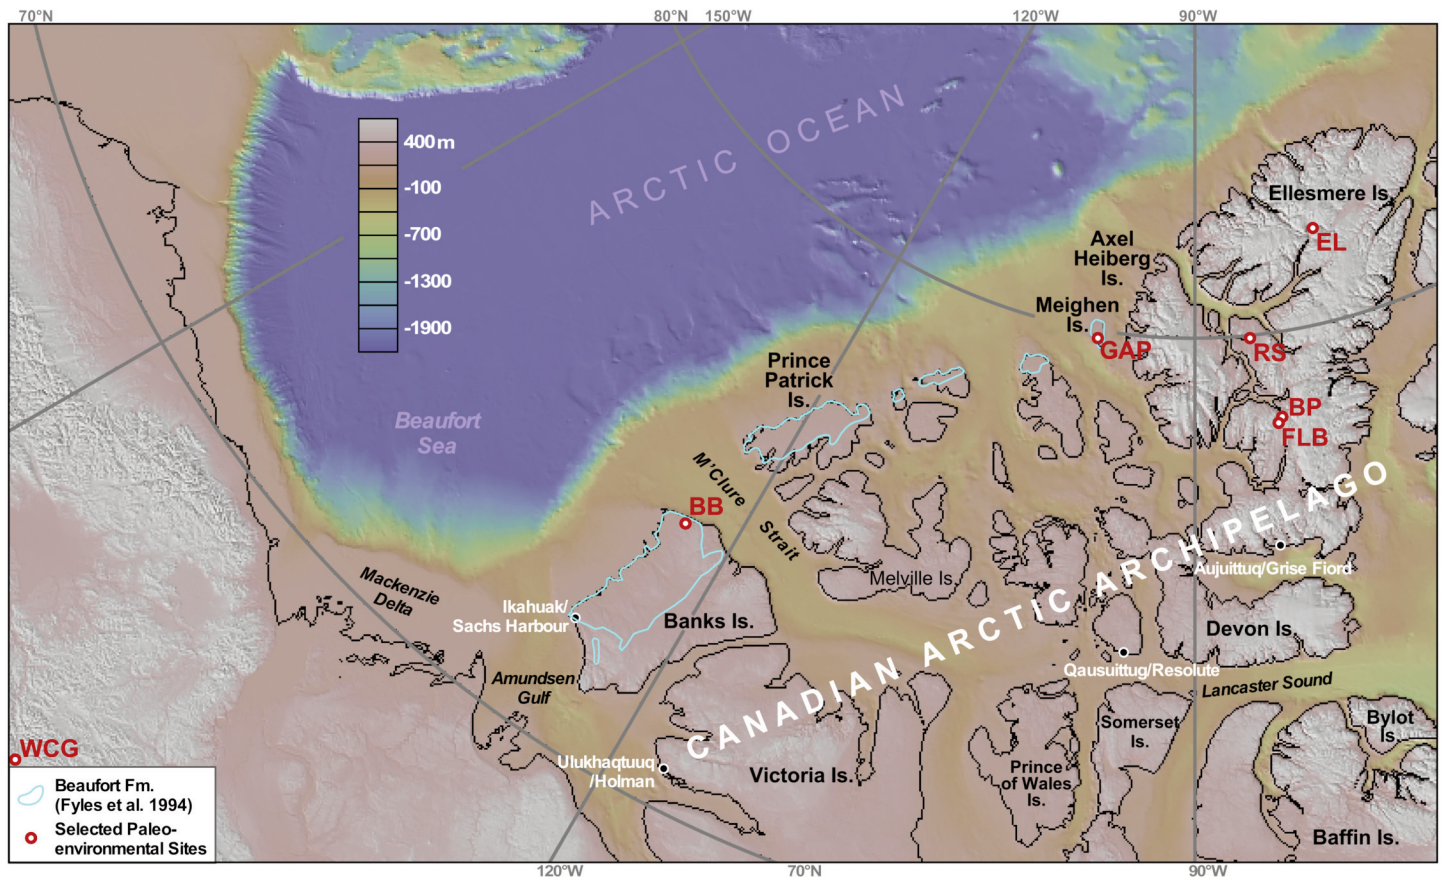 70°N
80°N
150°W
120°W
90°W
400m
-100
-700
-1300
-1900
ARCTIC OCEAN
Beaufort
Sea
Ellesmere Is.
EL
Axel
Heiberg
Is.
Meighen
Is.
GAP
RS
BP
FLB
Prince
Patrick
Is.
M'Clure
Strait
BB
Melville Is.
Mackenzie
Delta
Ikahuak/
Sachs Harbour
Banks Is.
Amundsen
Gulf
CANADIAN ARCTIC ARCHIPELAGO
Aujuittuq/Grise Fiord
Devon Is.
Qausuittug/Resolute
Lancaster Sound
Somerset
Is.
Bylot
Is.
Ulukhaqtuuq
/Holman
Victoria Is.
Prince
of Wales
Is.
Baffin Is.
WCG
Beaufort Fm.
(Fyles et al. 1994)
Selected Paleo-
environmental Sites
120°W
70°N
90°W